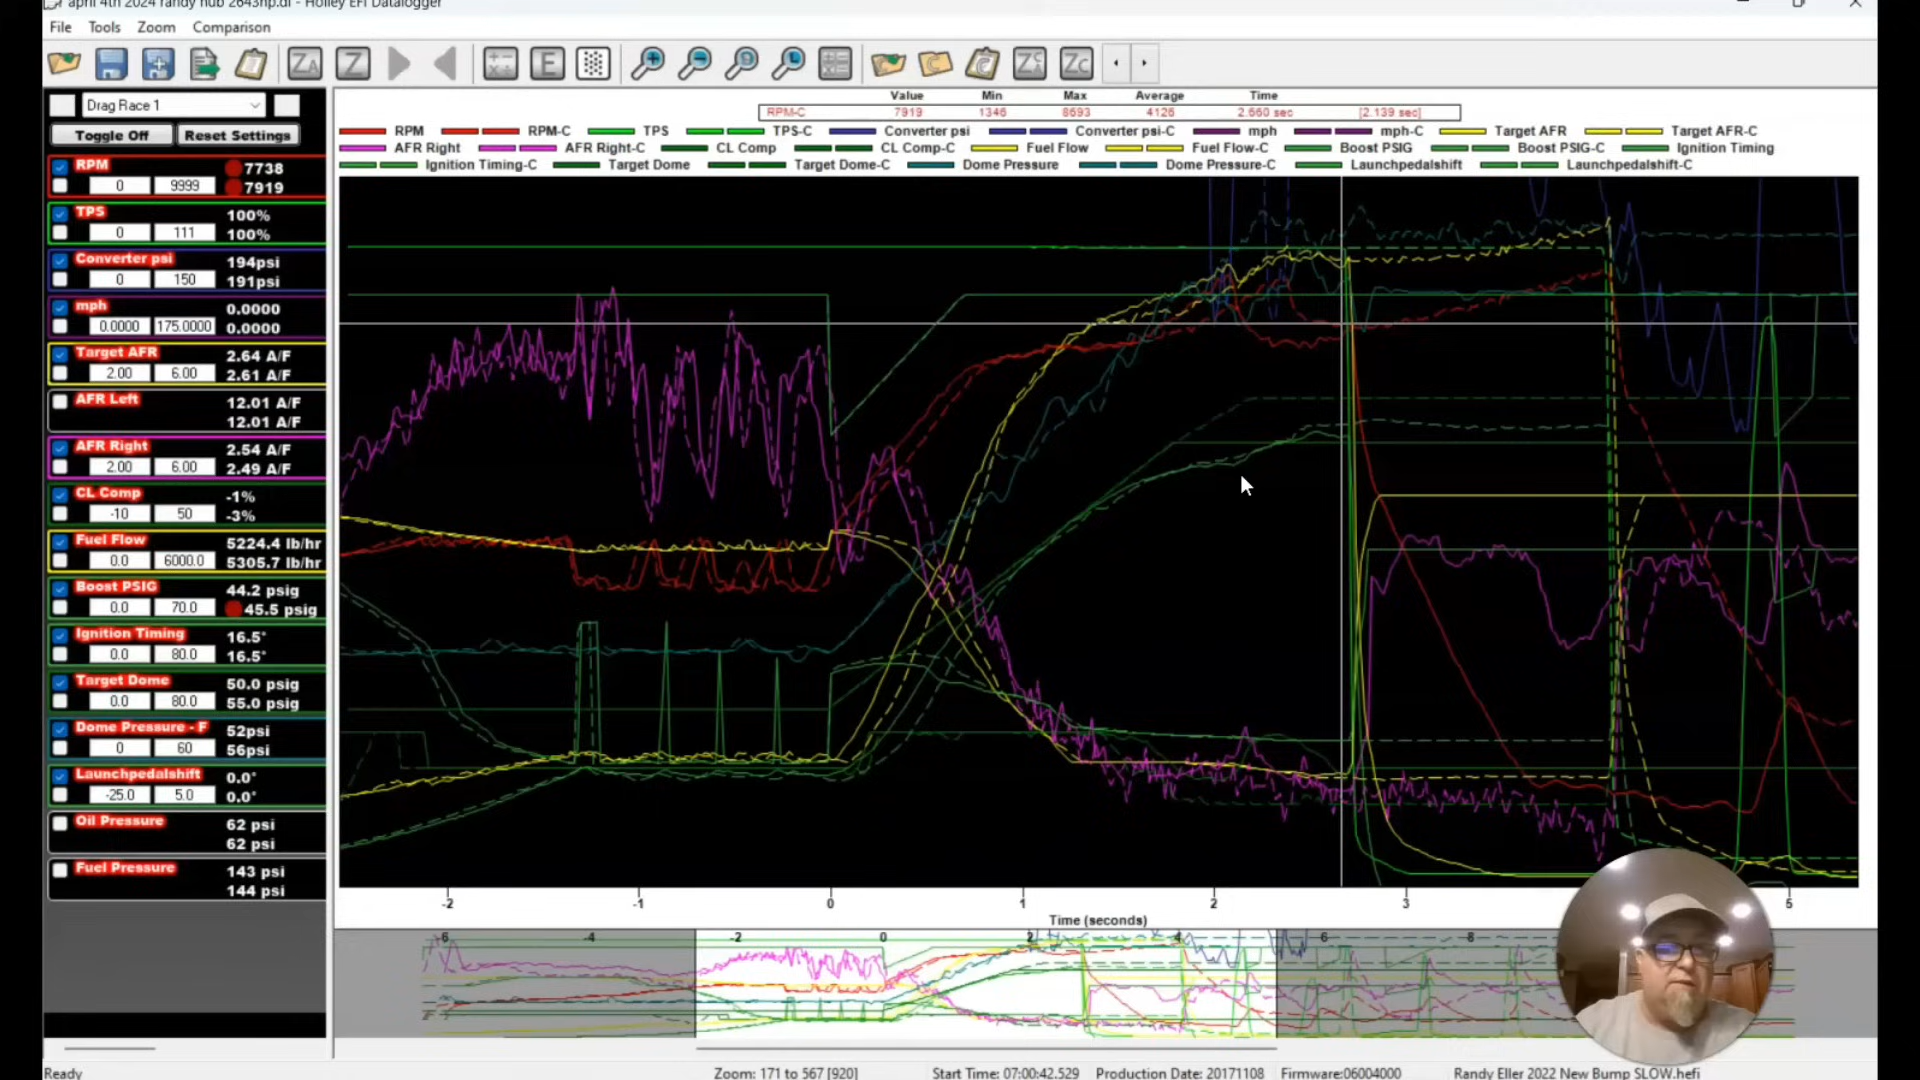 april 4th 2024 randy hub 2643hp.dl - Holley EFI Datalogger
File Tools Zoom Comparison
ZA Z E ZC ZC
Drag Race 1
Toggle Off Reset Settings
RPM 7738
0 9999 7919
TPS 100%
0 111 100%
Converter psi 194psi
0 150 191psi
mph 0.0000
0.0000 175.0000 0.0000
Target AFR 2.64 A/F
2.00 6.00 2.61 A/F
AFR Left 12.01 A/F
12.01 A/F
AFR Right 2.54 A/F
2.00 6.00 2.49 A/F
CL Comp -1%
-10 50 -3%
Fuel Flow 5224.4 lb/hr
0.0 6000.0 5305.7 lb/hr
Boost PSIG 44.2 psig
0.0 70.0 45.5 psig
Ignition Timing 16.5°
0.0 80.0 16.5°
Target Dome 50.0 psig
0.0 80.0 55.0 psig
Dome Pressure - F 52psi
0 60 56psi
Launchpedalshift 0.0°
-25.0 5.0 0.0°
Oil Pressure 62 psi
62 psi
Fuel Pressure 143 psi
144 psi
Value Min Max Average Time
RPM-C 7919 1346 8693 4126 2.660 sec [2.139 sec]
RPM RPM-C TPS TPS-C Converter psi Converter psi-C mph mph-C Target AFR Target AFR-C
AFR Right AFR Right-C CL Comp CL Comp-C Fuel Flow Fuel Flow-C Boost PSIG Boost PSIG-C Ignition Timing
Ignition Timing-C Target Dome Target Dome-C Dome Pressure Dome Pressure-C Launchpedalshift Launchpedalshift-C
-2 -1 0 1 2 3 5
Time (seconds)
-6 -4 -2 0 2 4 6 8
Ready Zoom: 171 to 567 [920] Start Time: 07:00:42.529 Production Date: 20171108 Firmware:06004000 Randy Eller 2022 New Bump SLOW.hefi